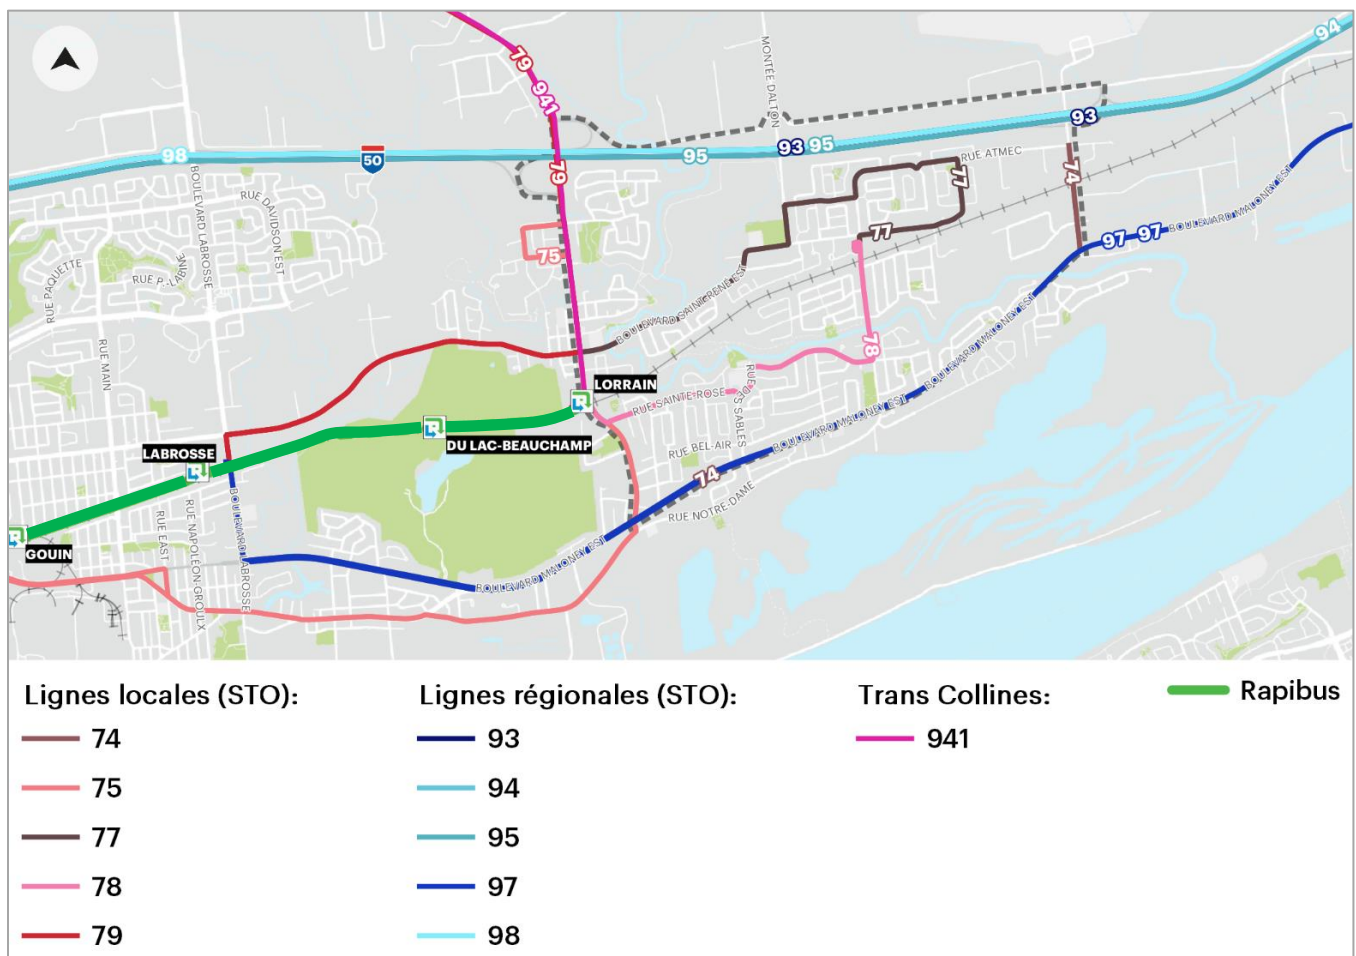 94
79
941
MONTÉE DALTON
93
93 95
98
50
95
RUE ATMEC
79
77
74
BOULEVARD LABROSSE
RUE DAVIDSON EST
RUE PAQUETTE
RUE P.-LABINE
75
77
97 97
BOULEVARD MALONEY EST
BOULEVARD SAINT-RENÉ EST
RUE MAIN
78
BOULEVARD MALONEY EST
LORRAIN
RUE SAINTE-ROSE
RUE DES SABLES
DU LAC-BEAUCHAMP
LABROSSE
RUE BEL-AIR
BOULEVARD MALONEY EST
74
RUE NOTRE-DAME
GOUIN
RUE EAST
RUE NAPOLÉON-GROULX
BOULEVARD LABROSSE
BOULEVARD MALONEY EST
Lignes locales (STO):
74
75
77
78
79
Lignes régionales (STO):
93
94
95
97
98
Trans Collines:
941
Rapibus